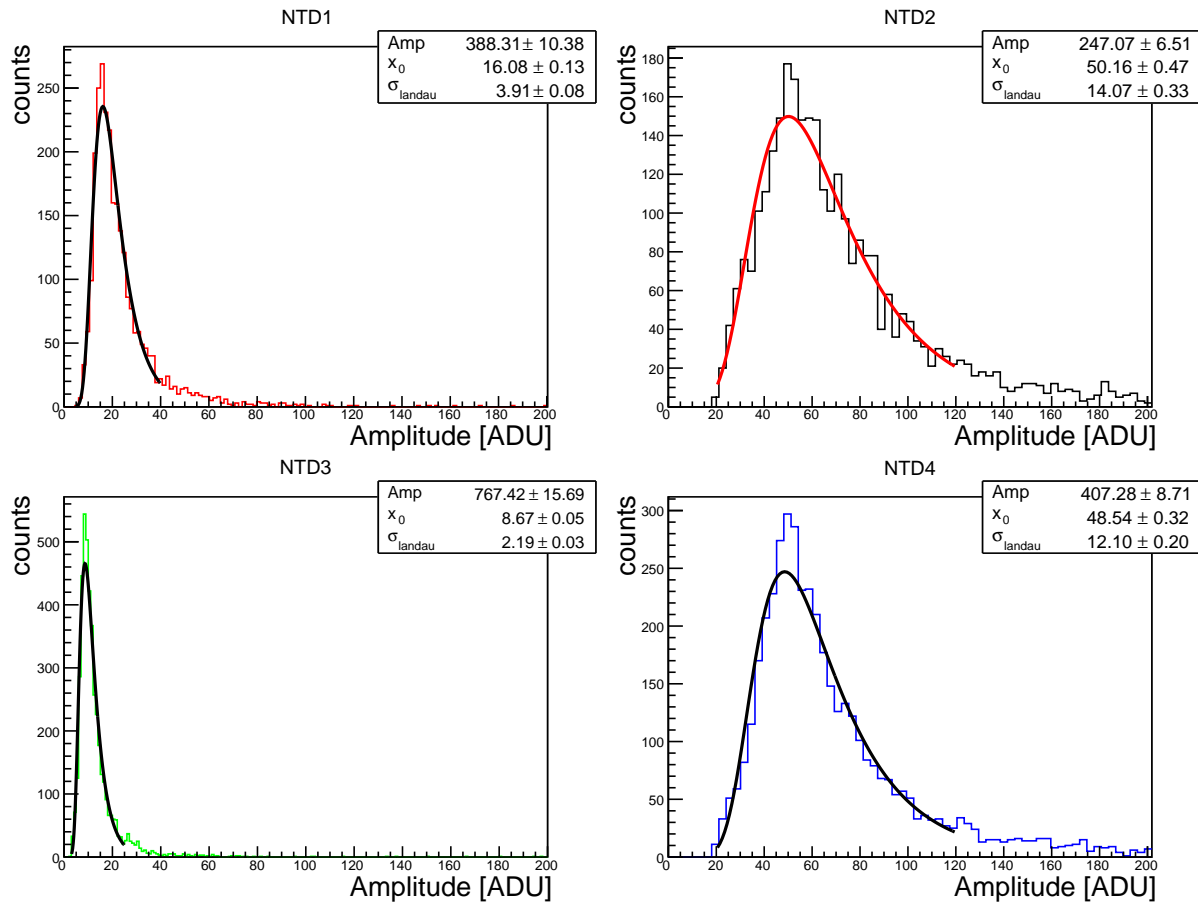 NTD1
Amp 388.31 ± 10.38
x0 16.08 ± 0.13
σlandau 3.91 ± 0.08
counts
250
200
150
100
50
0
0 20 40 60 80 100 120 140 160 180 200
Amplitude [ADU]
NTD2
Amp 247.07 ± 6.51
x0 50.16 ± 0.47
σlandau 14.07 ± 0.33
counts
180
160
140
120
100
80
60
40
20
0
0 20 40 60 80 100 120 140 160 180 200
Amplitude [ADU]
NTD3
Amp 767.42 ± 15.69
x0 8.67 ± 0.05
σlandau 2.19 ± 0.03
counts
500
400
300
200
100
0
0 20 40 60 80 100 120 140 160 180 200
Amplitude [ADU]
NTD4
Amp 407.28 ± 8.71
x0 48.54 ± 0.32
σlandau 12.10 ± 0.20
counts
300
250
200
150
100
50
0
0 20 40 60 80 100 120 140 160 180 200
Amplitude [ADU]